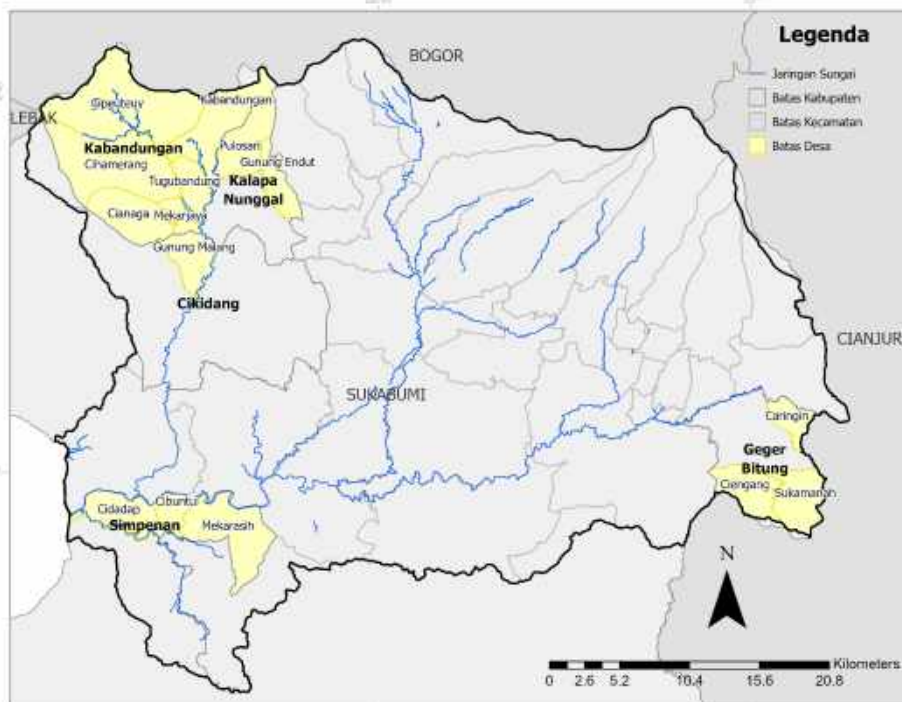 BOGOR
Legenda
Jaringan Sungai
Batas Kabupaten
Batas Kecamatan
Batas Desa
LEBAK
Cipeuteuy
Kabandungan
Kabandungan
Cihamerang
Pulosari
Gunung Endut
Tugubandung
Kalapa
Nunggal
Cianaga
Mekarjaya
Gunung Malang
Cikidang
CIANJUR
SUKABUMI
Caringin
Geger
Bitung
Ciengang
Sukamanah
Cidadap
Cibuntu
Simpenan
Mekarasih
N
Kilometers
0 2.6 5.2 10.4 15.6 20.8